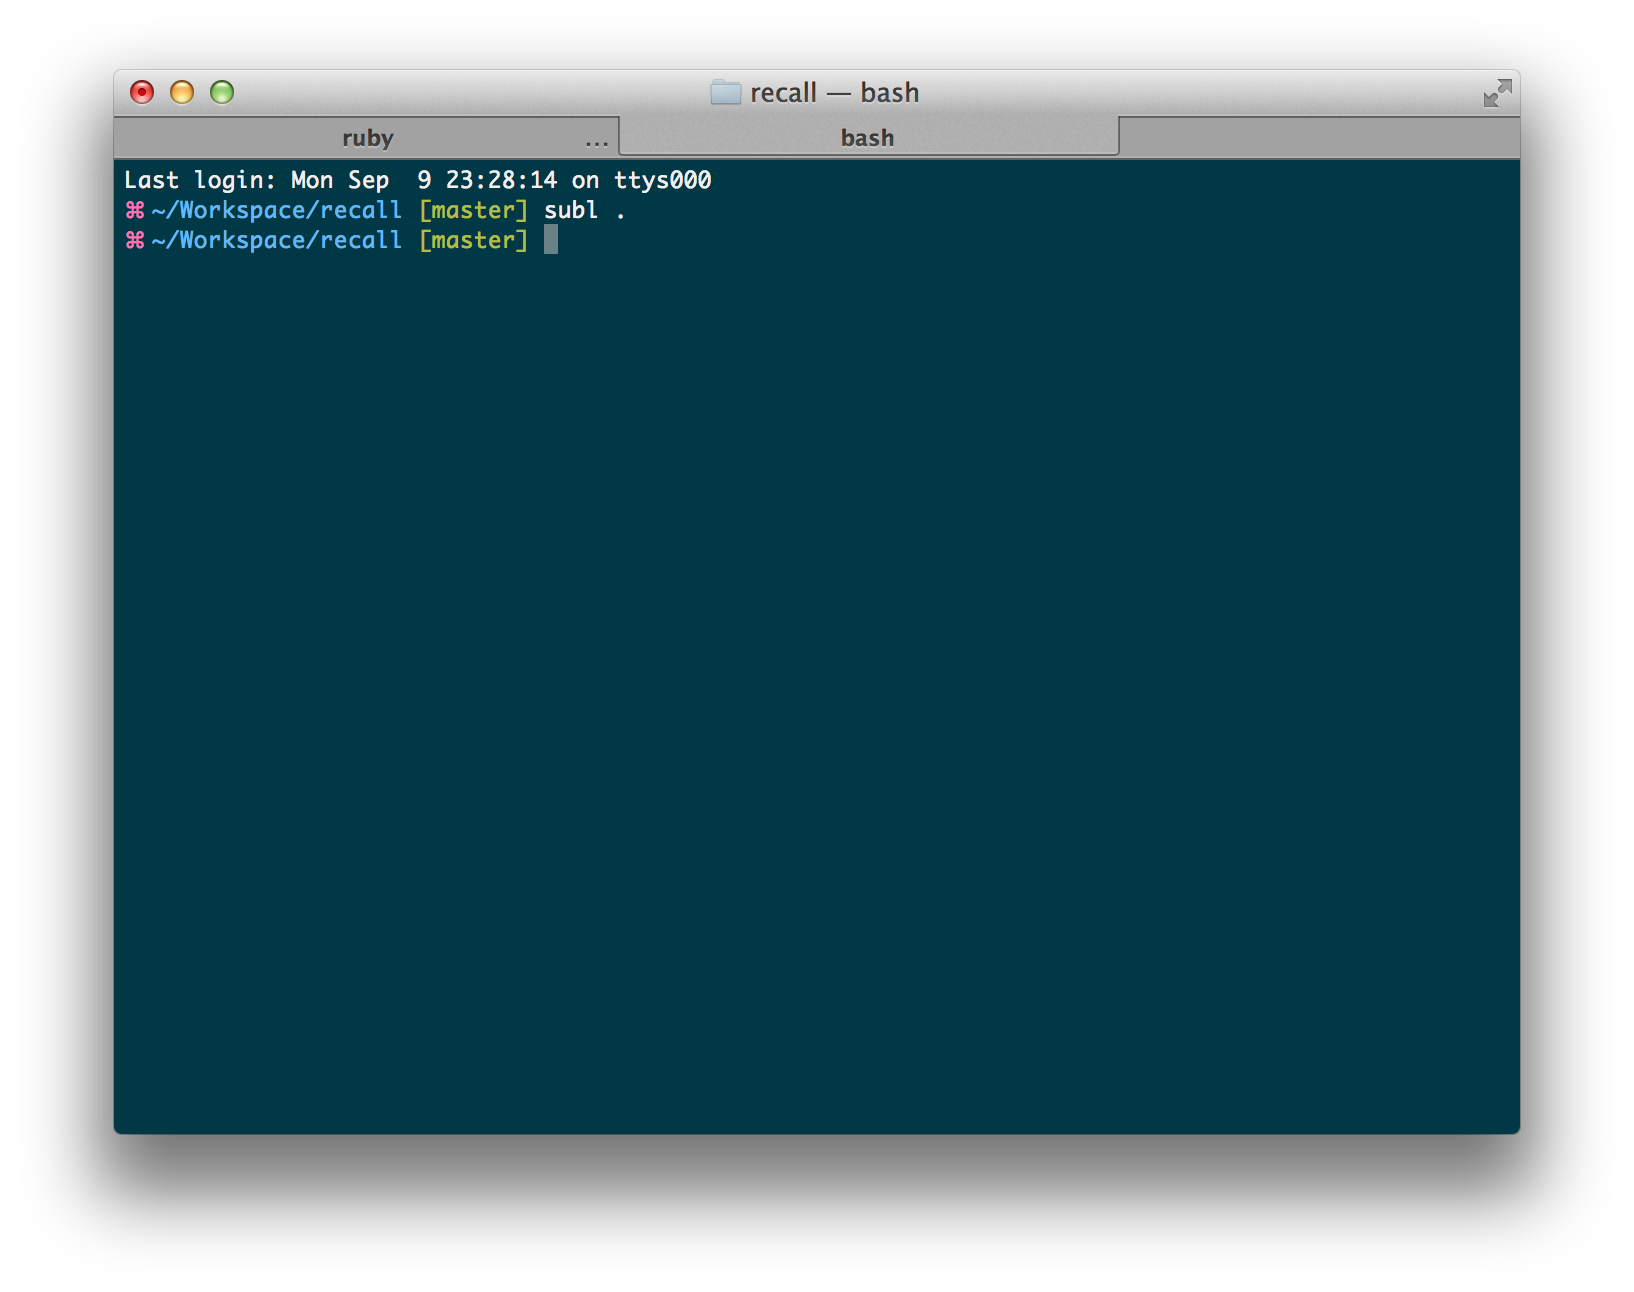 recall — bash
ruby ... bash
Last login: Mon Sep  9 23:28:14 on ttys000
⌘ ~/Workspace/recall [master] subl .
⌘ ~/Workspace/recall [master]